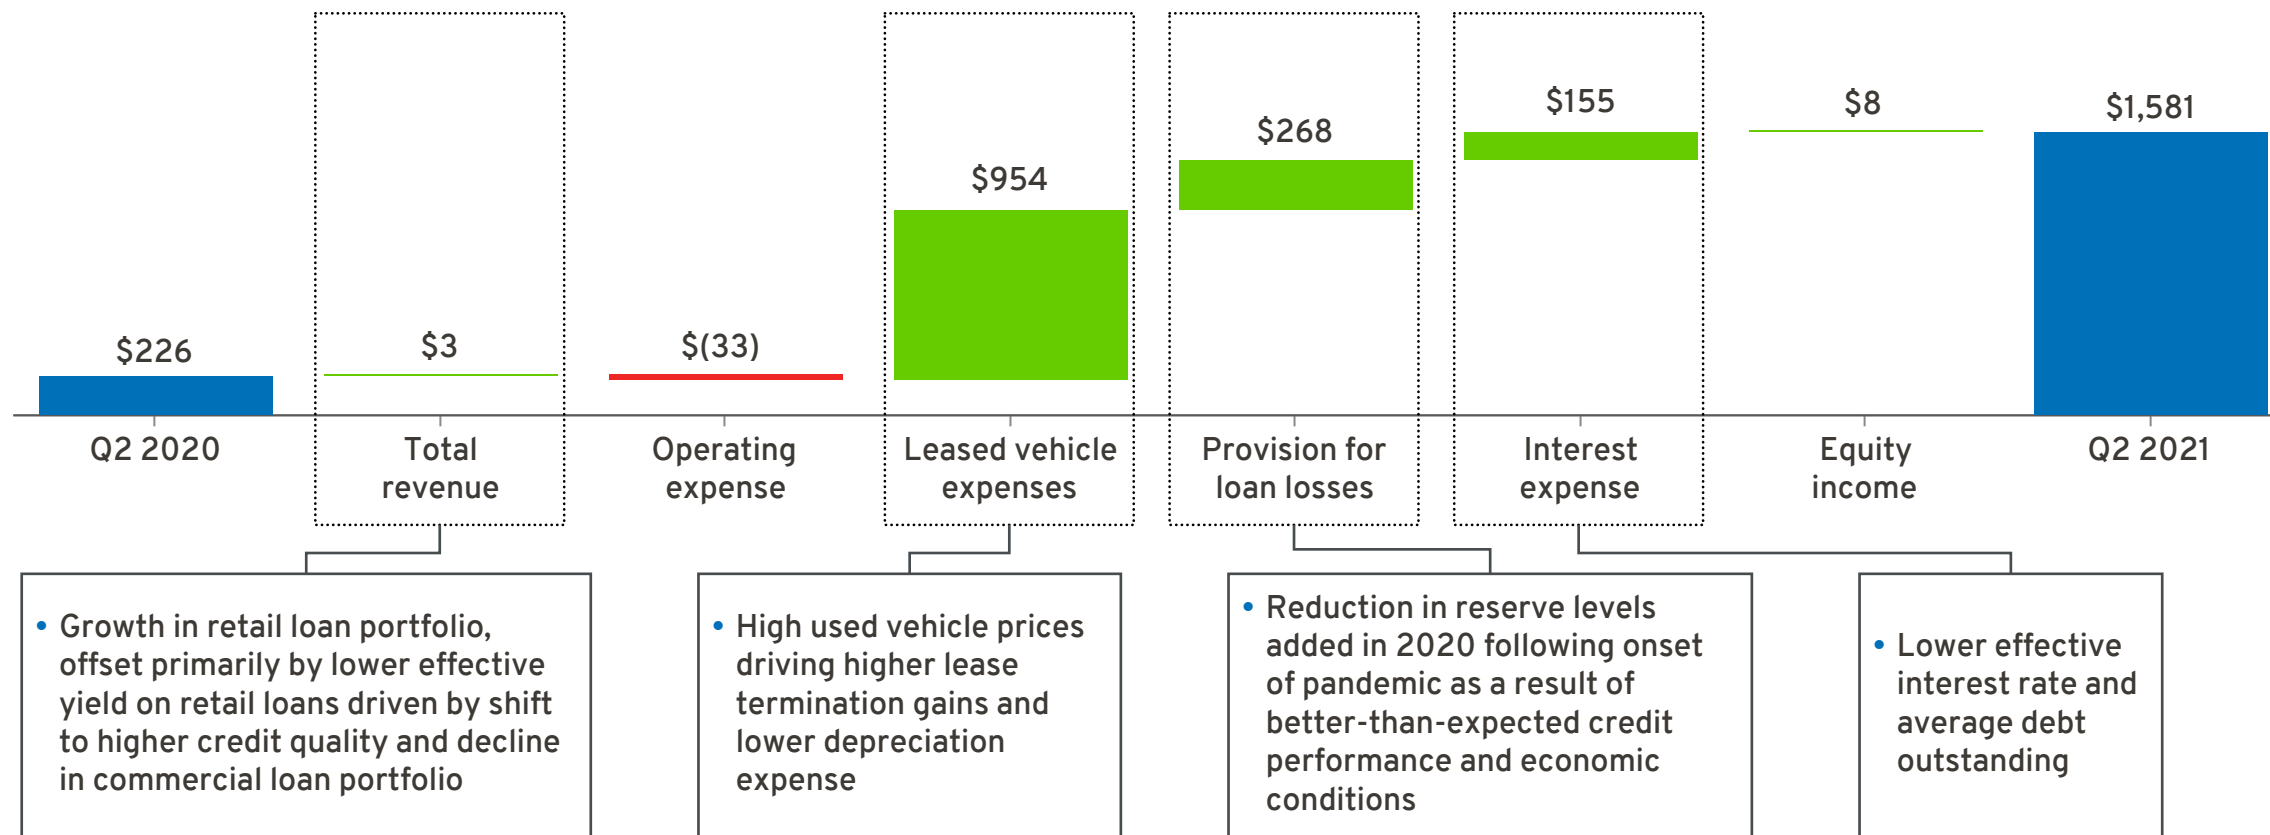 $226
$3
$(33)
$954
$268
$155
$8
$1,581
Q2 2020
Total
revenue
Operating
expense
Leased vehicle
expenses
Provision for
loan losses
Interest
expense
Equity
income
Q2 2021
• Growth in retail loan portfolio,
offset primarily by lower effective
yield on retail loans driven by shift
to higher credit quality and decline
in commercial loan portfolio
• High used vehicle prices
driving higher lease
termination gains and
lower depreciation
expense
• Reduction in reserve levels
added in 2020 following onset
of pandemic as a result of
better-than-expected credit
performance and economic
conditions
• Lower effective
interest rate and
average debt
outstanding